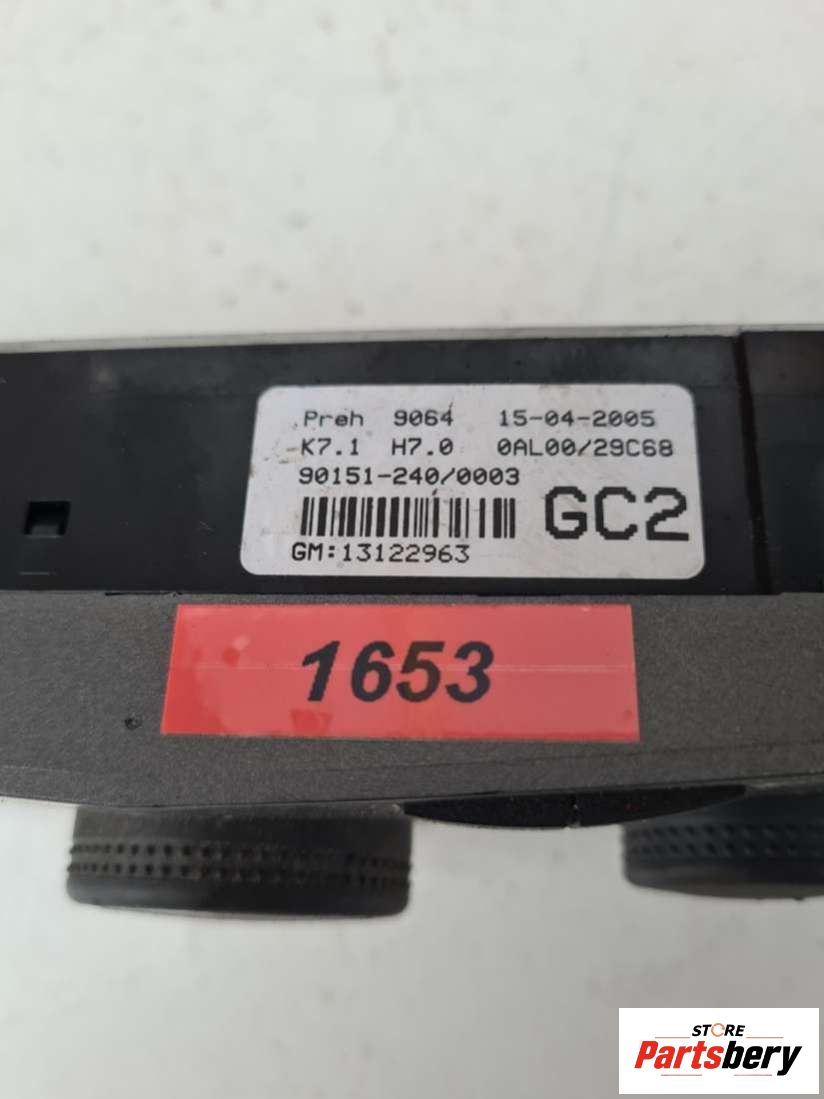 Preh 9064 15-04-2005
K7.1 H7.0 0AL00/29C68
90151-240/0003
GC2
GM:13122963
1653
STORE
Partsbery